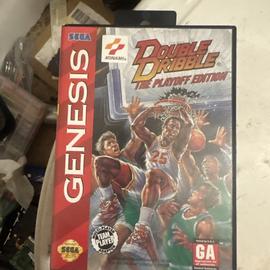 SEGA
KONAMI
DOUBLE
DRIBBLE
THE PLAYOFF EDITION
GENESIS
25
TEAM
PLAYER
GA
SEGA